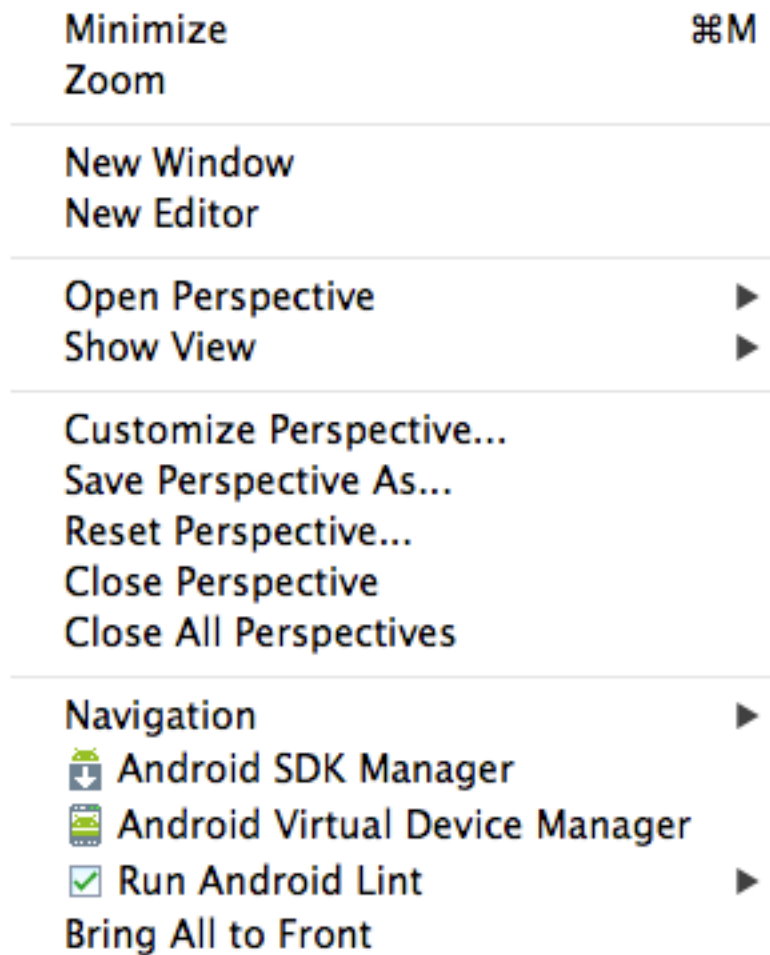 Minimize ⌘M
Zoom
New Window
New Editor
Open Perspective
Show View
Customize Perspective...
Save Perspective As...
Reset Perspective...
Close Perspective
Close All Perspectives
Navigation
Android SDK Manager
Android Virtual Device Manager
Run Android Lint
Bring All to Front